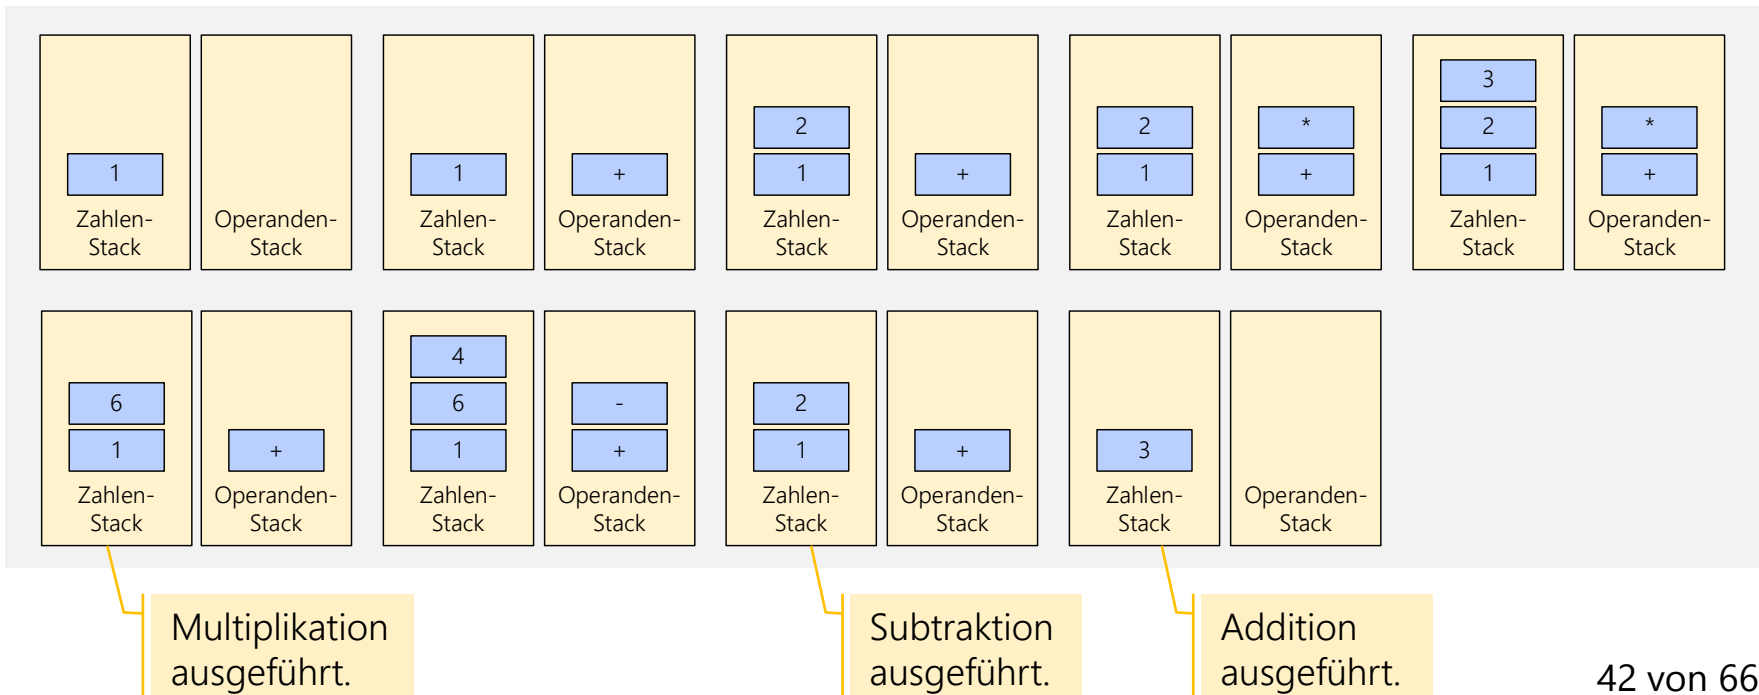 1
Zahlen-
Stack
Operanden-
Stack
1
Zahlen-
Stack
+
Operanden-
Stack
2
1
Zahlen-
Stack
+
Operanden-
Stack
2
1
Zahlen-
Stack
*
+
Operanden-
Stack
3
2
1
Zahlen-
Stack
*
+
Operanden-
Stack
6
1
Zahlen-
Stack
+
Operanden-
Stack
4
6
1
Zahlen-
Stack
-
+
Operanden-
Stack
2
1
Zahlen-
Stack
+
Operanden-
Stack
3
Zahlen-
Stack
Operanden-
Stack
Multiplikation
ausgeführt.
Subtraktion
ausgeführt.
Addition
ausgeführt.
42 von 66